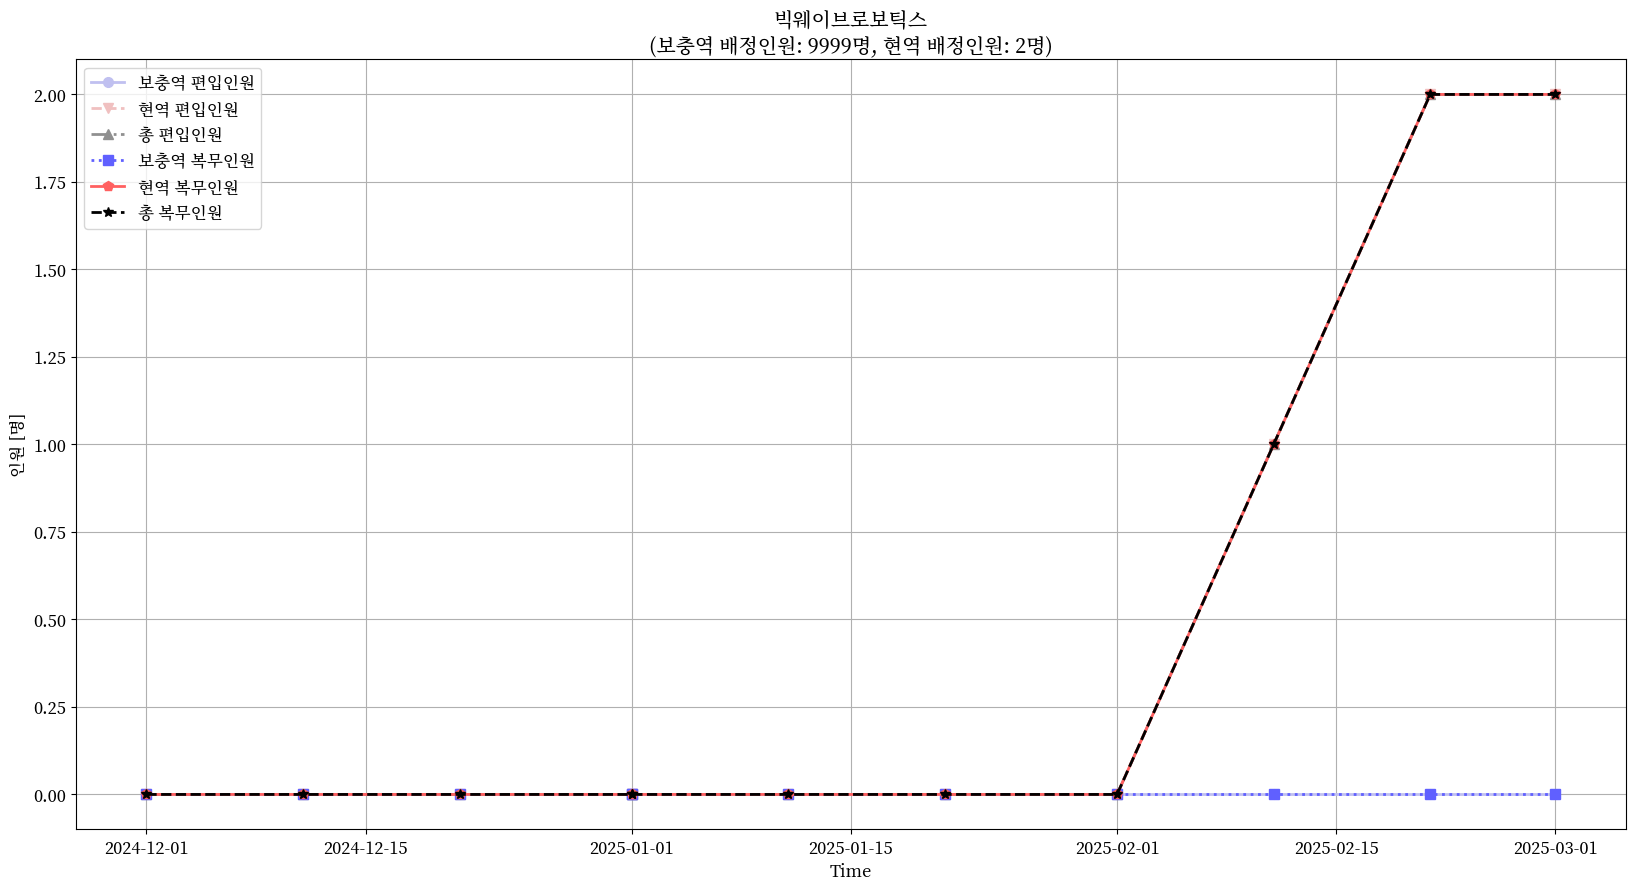 빅웨이브로보틱스
(보충역 배정인원: 9999명, 현역 배정인원: 2명)
보충역 편입인원
현역 편입인원
총 편입인원
보충역 복무인원
현역 복무인원
총 복무인원
2.00
1.75
1.50
1.25
1.00
0.75
0.50
0.25
0.00
인원 [명]
2024-12-01
2024-12-15
2025-01-01
2025-01-15
2025-02-01
2025-02-15
2025-03-01
Time